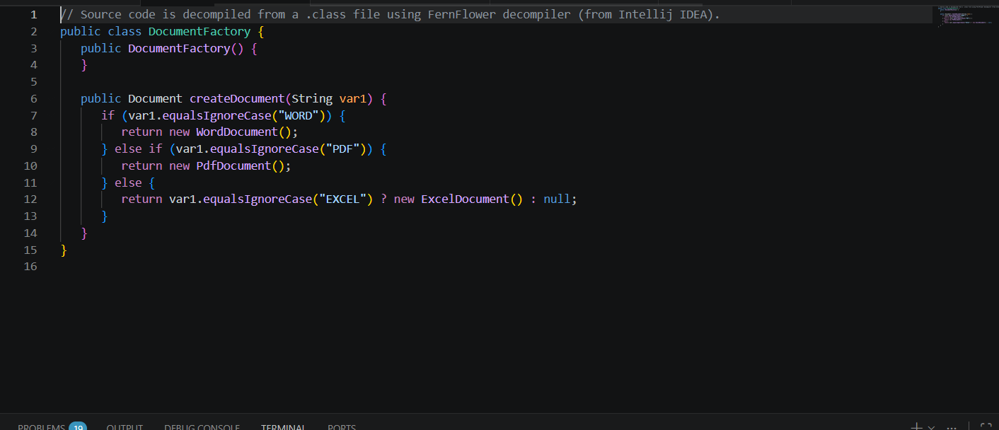 1 // Source code is decompiled from a .class file using FernFlower decompiler (from Intellij IDEA).
2 public class DocumentFactory {
3    public DocumentFactory() {
4    }
5
6    public Document createDocument(String var1) {
7       if (var1.equalsIgnoreCase("WORD")) {
8          return new WordDocument();
9       } else if (var1.equalsIgnoreCase("PDF")) {
10          return new PdfDocument();
11       } else {
12          return var1.equalsIgnoreCase("EXCEL") ? new ExcelDocument() : null;
13       }
14    }
15 }
16
PROBLEMS 19 OUTPUT DEBUG CONSOLE TERMINAL PORTS